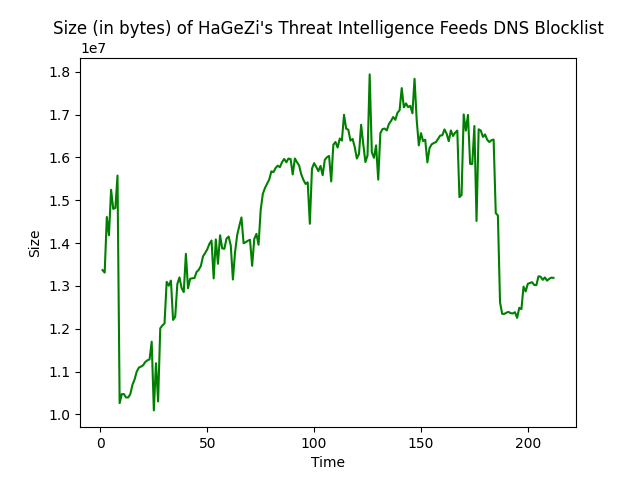 Size (in bytes) of HaGeZi's Threat Intelligence Feeds DNS Blocklist
1e7
1.8
1.7
1.6
1.5
1.4
1.3
1.2
1.1
1.0
Size
0 50 100 150 200
Time